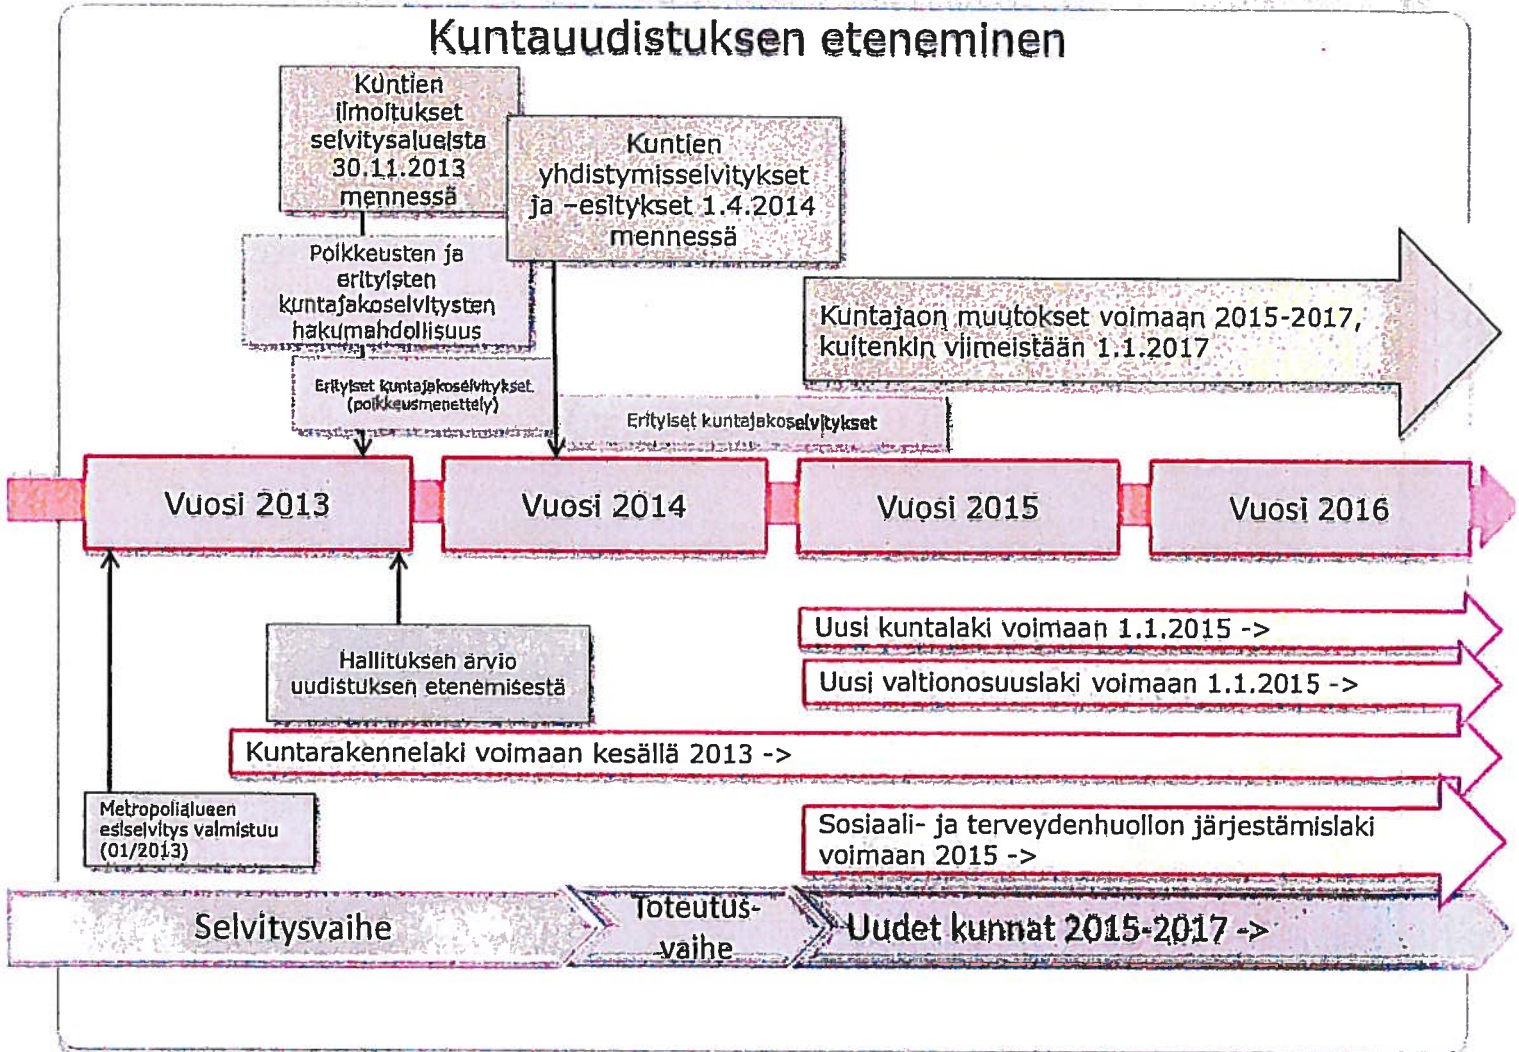 Kuntauudistuksen eteneminen
Kuntien
ilmoitukset
selvitysalueista
30.11.2013
mennessä
Kuntien
yhdistymisselvitykset
ja –esitykset 1.4.2014
mennessä
Poikkeusten ja
erityisten
kuntajakoselvitysten
hakumahdollisuus
Kuntajaon muutokset voimaan 2015-2017,
kuitenkin viimeistään 1.1.2017
Erityiset kuntajakoselvitykset.
(poikkeusmenettely)
Erityiset kuntajakoselvitykset
Vuosi 2013
Vuosi 2014
Vuosi 2015
Vuosi 2016
Uusi kuntalaki voimaan 1.1.2015 ->
Hallituksen arvio
uudistuksen etenemisestä
Uusi valtionosuuslaki voimaan 1.1.2015 ->
Kuntarakennelaki voimaan kesällä 2013 ->
Metropolialueen
esiselvitys valmistuu
(01/2013)
Sosiaali- ja terveydenhuollon järjestämislaki
voimaan 2015 ->
Selvitysvaihe
Toteutus-
vaihe
Uudet kunnat 2015-2017 ->